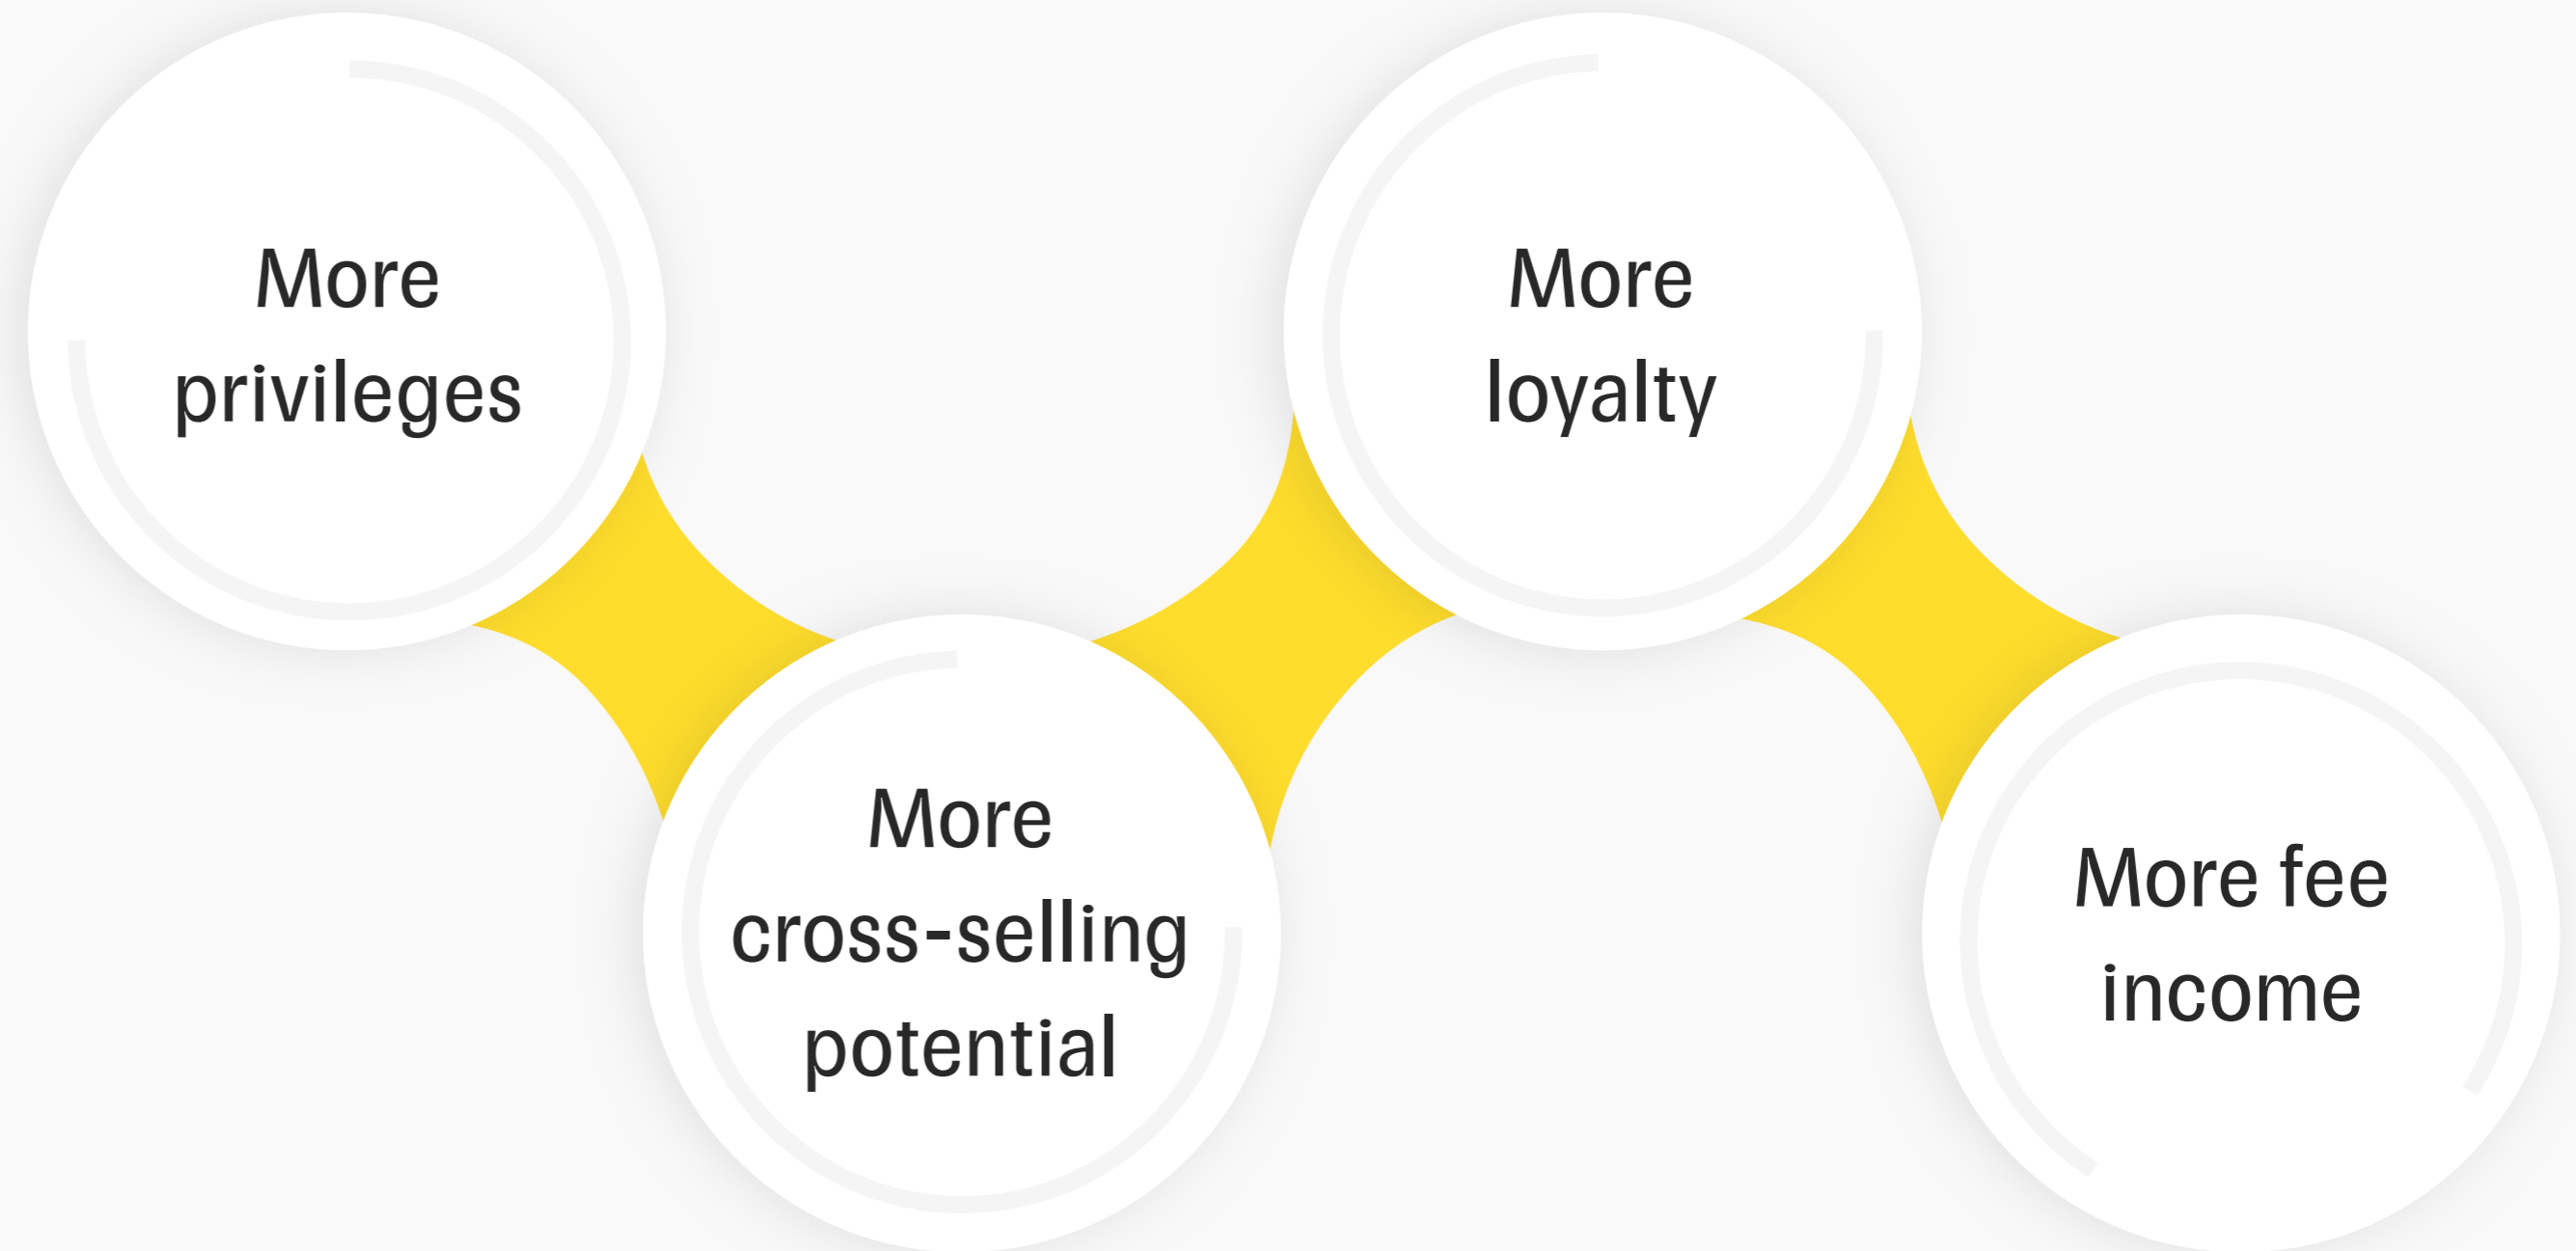 More
privileges
More
cross-selling
potential
More
loyalty
More fee
income